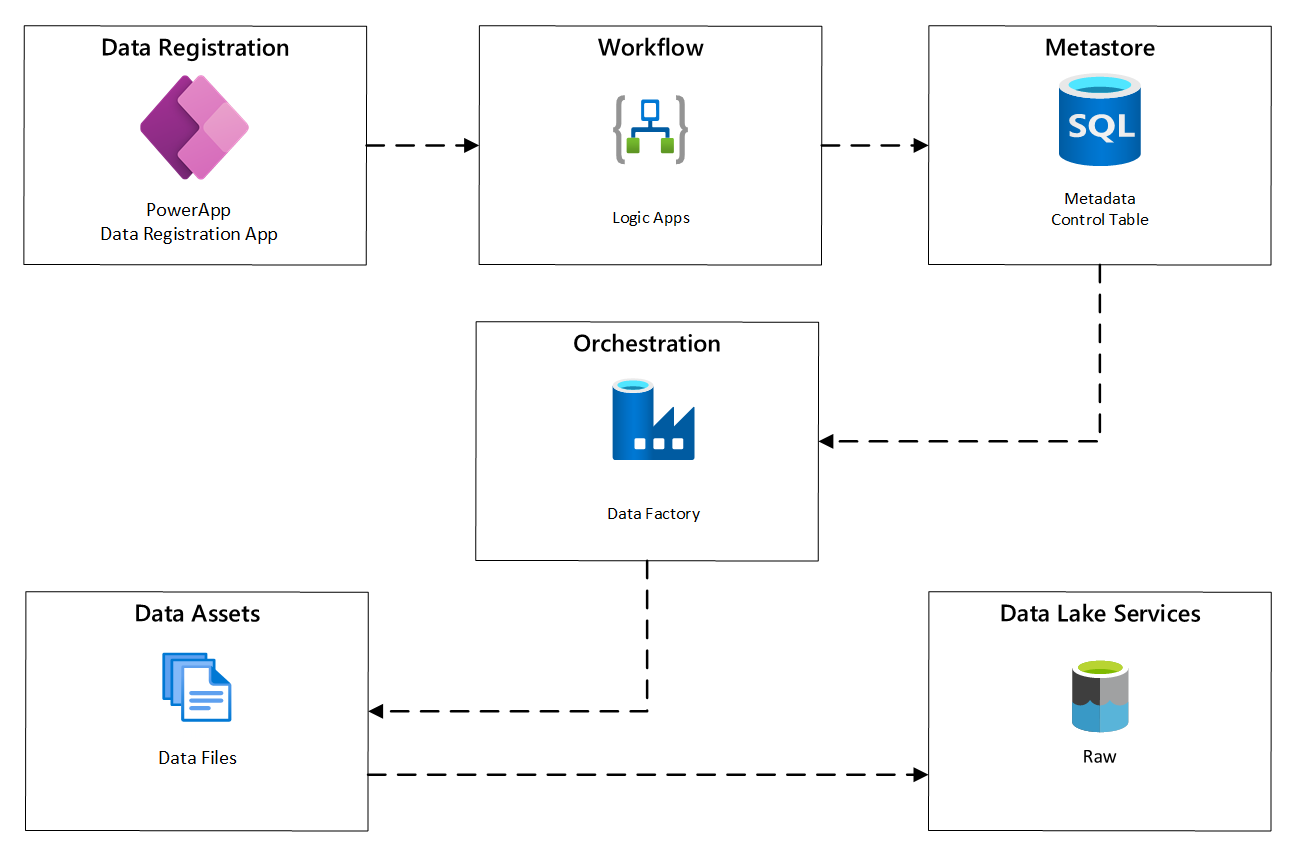 Data Registration
PowerApp
Data Registration App
Workflow
Logic Apps
Metastore
SQL
Metadata
Control Table
Orchestration
Data Factory
Data Assets
Data Files
Data Lake Services
Raw